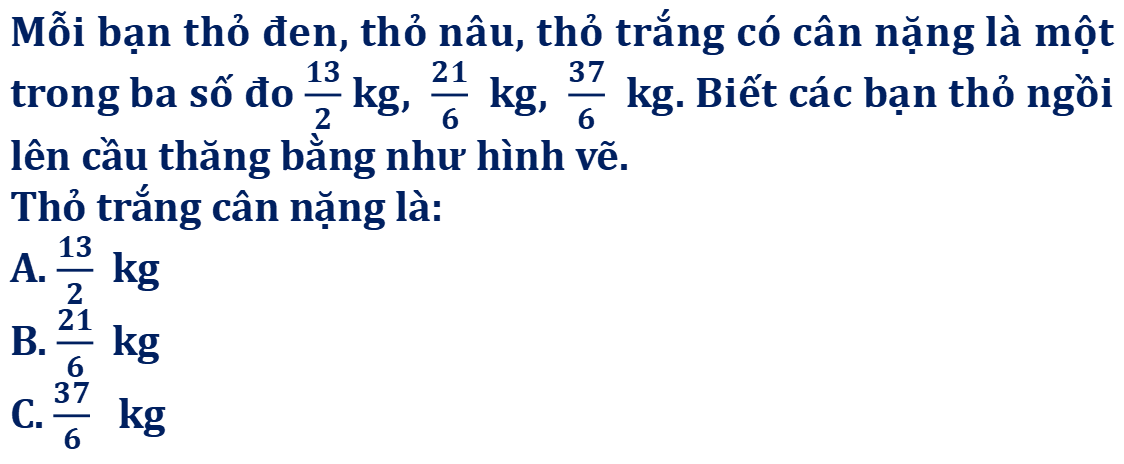 Mỗi bạn thỏ đen, thỏ nâu, thỏ trắng có cân nặng là một
trong ba số đo 13/2 kg, 21/6 kg, 37/6 kg. Biết các bạn thỏ ngồi
lên cầu thăng bằng như hình vẽ.
Thỏ trắng cân nặng là:
A. 13/2 kg
B. 21/6 kg
C. 37/6 kg